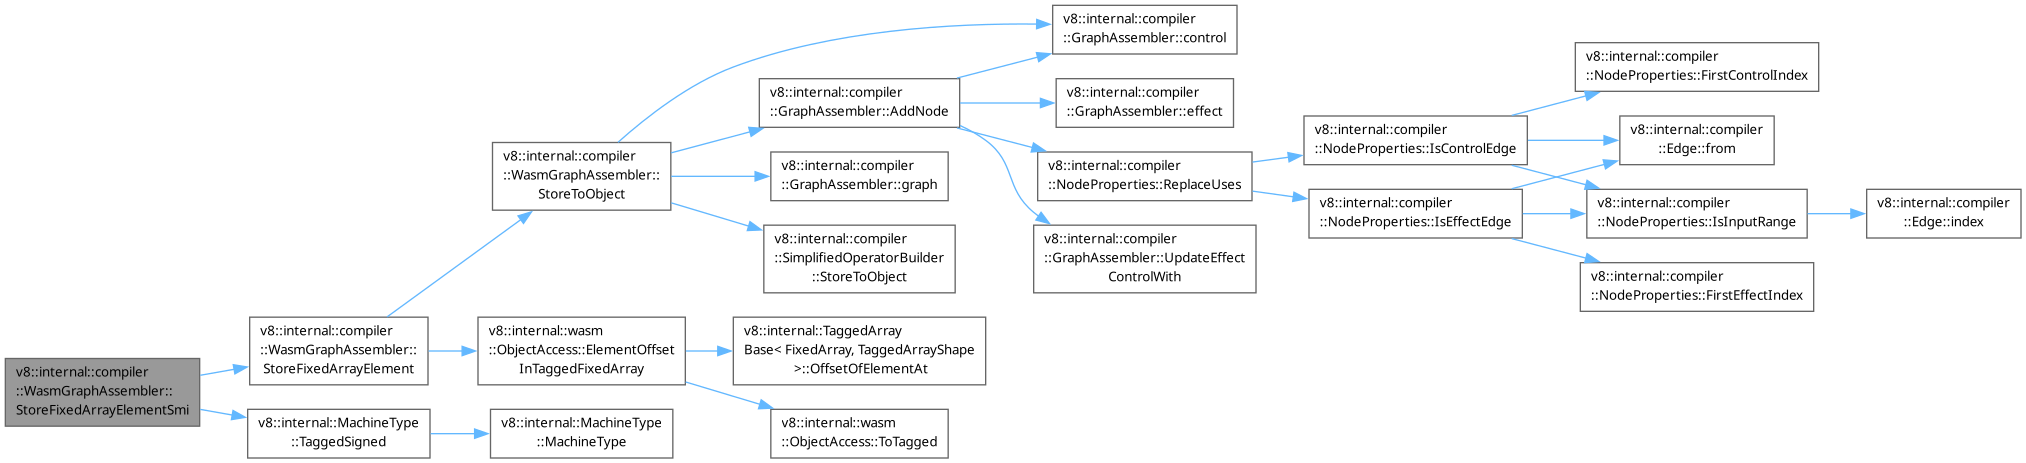 v8::internal::compiler
::WasmGraphAssembler::
StoreFixedArrayElementSmi
v8::internal::compiler
::WasmGraphAssembler::
StoreFixedArrayElement
v8::internal::MachineType
::TaggedSigned
v8::internal::compiler
::WasmGraphAssembler::
StoreToObject
v8::internal::wasm
::ObjectAccess::ElementOffset
InTaggedFixedArray
v8::internal::MachineType
::MachineType
v8::internal::compiler
::GraphAssembler::AddNode
v8::internal::compiler
::GraphAssembler::graph
v8::internal::compiler
::SimplifiedOperatorBuilder
::StoreToObject
v8::internal::TaggedArray
Base< FixedArray, TaggedArrayShape
>::OffsetOfElementAt
v8::internal::wasm
::ObjectAccess::ToTagged
v8::internal::compiler
::GraphAssembler::control
v8::internal::compiler
::GraphAssembler::effect
v8::internal::compiler
::NodeProperties::ReplaceUses
v8::internal::compiler
::GraphAssembler::UpdateEffect
ControlWith
v8::internal::compiler
::NodeProperties::IsControlEdge
v8::internal::compiler
::NodeProperties::IsEffectEdge
v8::internal::compiler
::NodeProperties::FirstControlIndex
v8::internal::compiler
::Edge::from
v8::internal::compiler
::NodeProperties::IsInputRange
v8::internal::compiler
::NodeProperties::FirstEffectIndex
v8::internal::compiler
::Edge::index